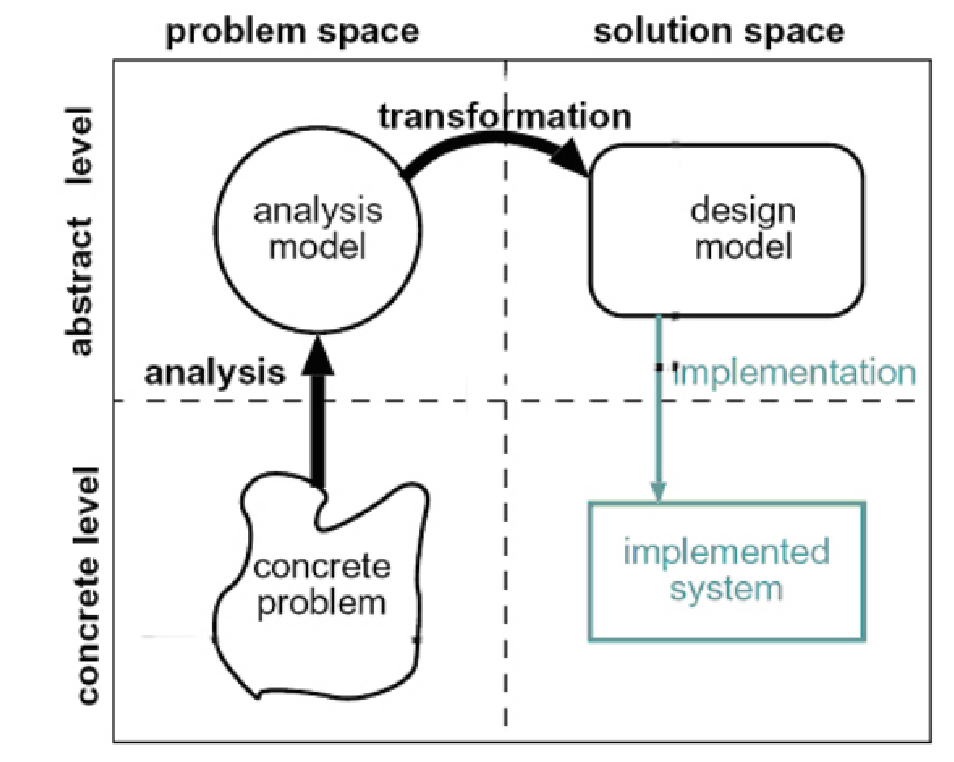 problem space
solution space
abstract level
concrete level
transformation
analysis
model
design
model
analysis
implementation
concrete
problem
implemented
system